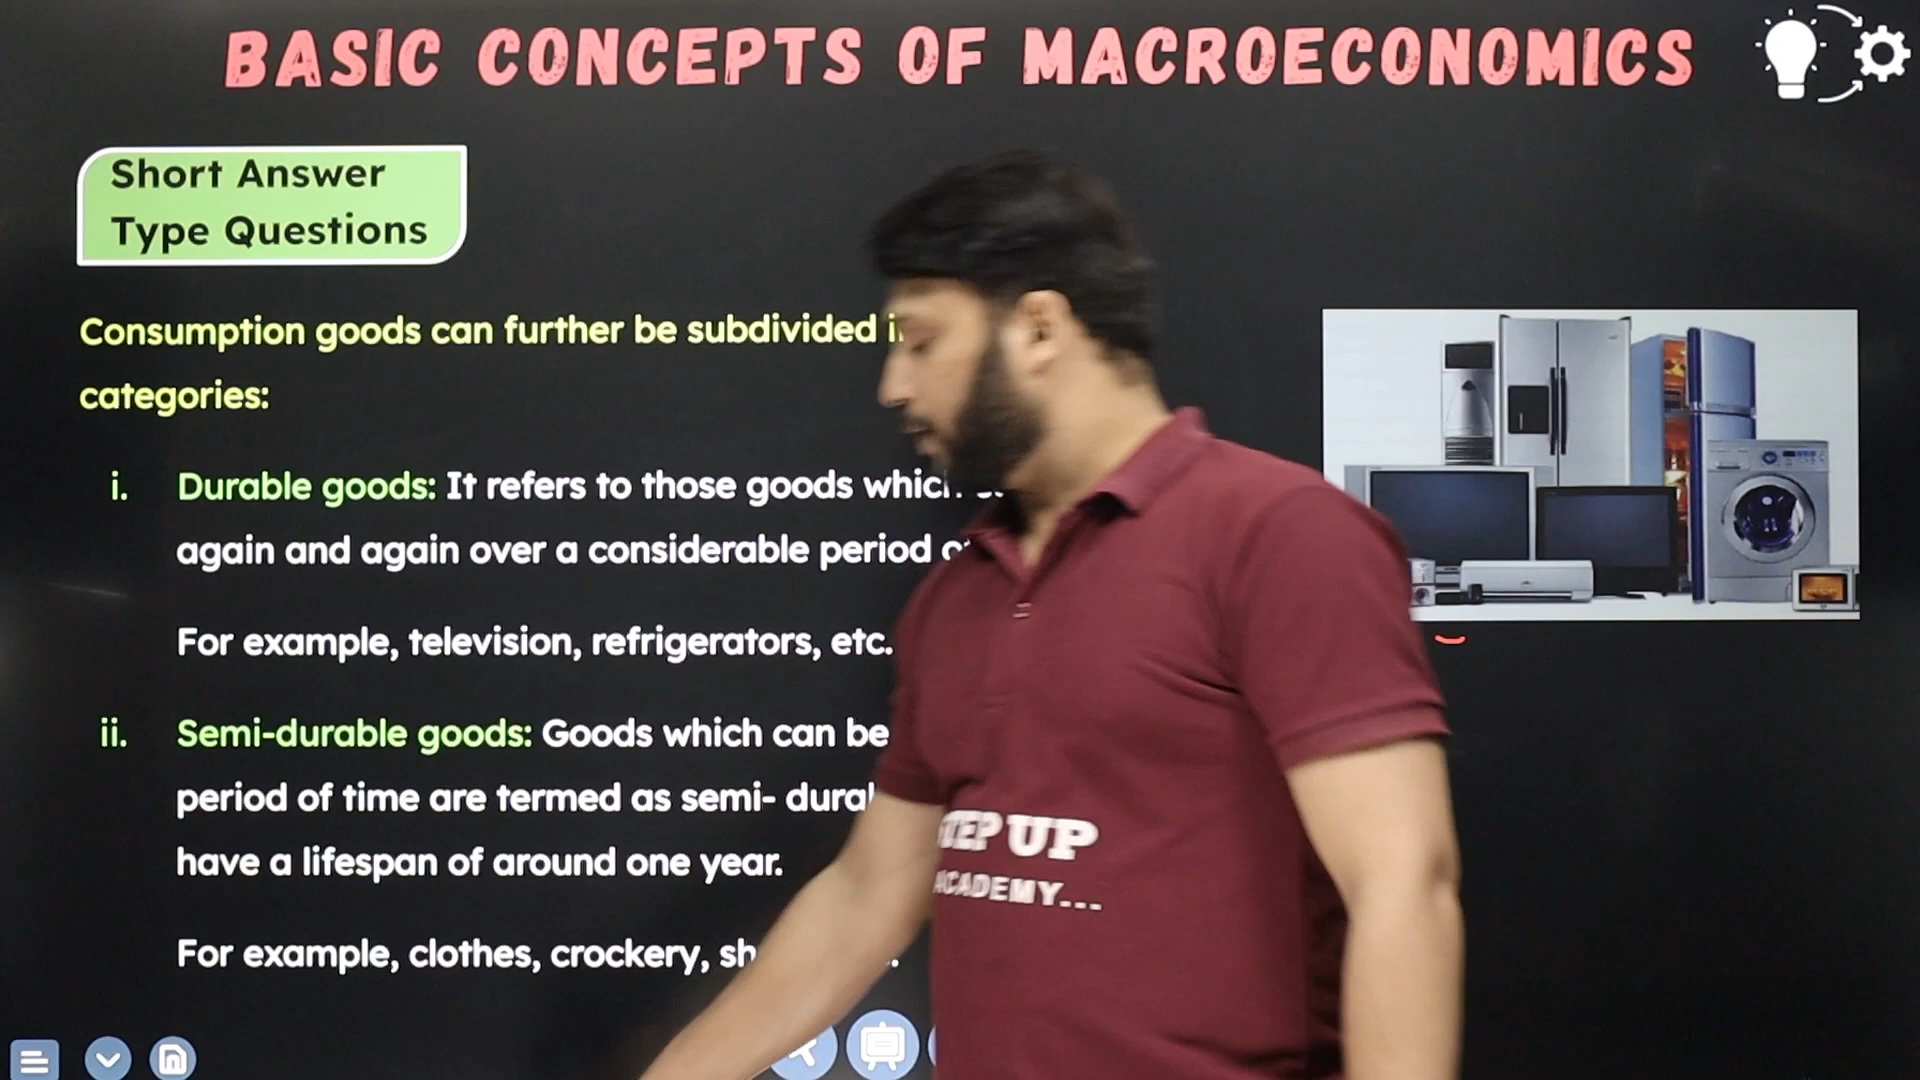 BASIC CONCEPTS OF MACROECONOMICS
Short Answer
Type Questions
Consumption goods can further be subdivided
categories:
i. Durable goods: It refers to those goods which
again and again over a considerable period
For example, television, refrigerators, etc.
ii. Semi-durable goods: Goods which can be
period of time are termed as semi-
have a lifespan of around one year.
For example, clothes, crockery,
STEP UP
ACADEMY...